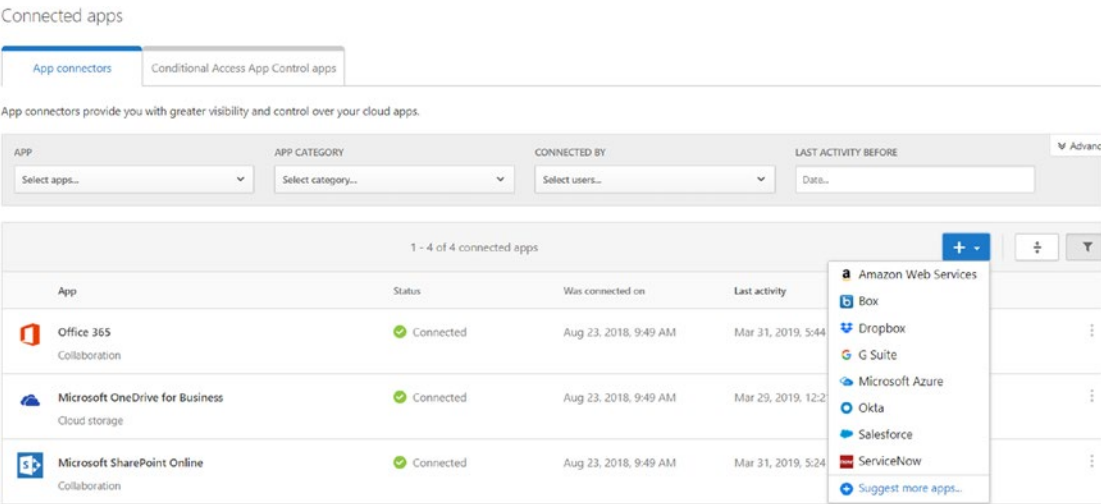 Connected apps
App connectors
Conditional Access App Control apps
App connectors provide you with greater visibility and control over your cloud apps.
APP
APP CATEGORY
CONNECTED BY
LAST ACTIVITY BEFORE
Advanc
Select apps...
Select category...
Select users...
Date...
1 - 4 of 4 connected apps
App Status Was connected on Last activity
Office 365 Connected Aug 23, 2018, 9:49 AM Mar 31, 2019, 5:44
Collaboration
Microsoft OneDrive for Business Connected Aug 23, 2018, 9:49 AM Mar 29, 2019, 12:2
Cloud storage
Microsoft SharePoint Online Connected Aug 23, 2018, 9:49 AM Mar 31, 2019, 5:24
Collaboration
Amazon Web Services
Box
Dropbox
G Suite
Microsoft Azure
Okta
Salesforce
ServiceNow
Suggest more apps...